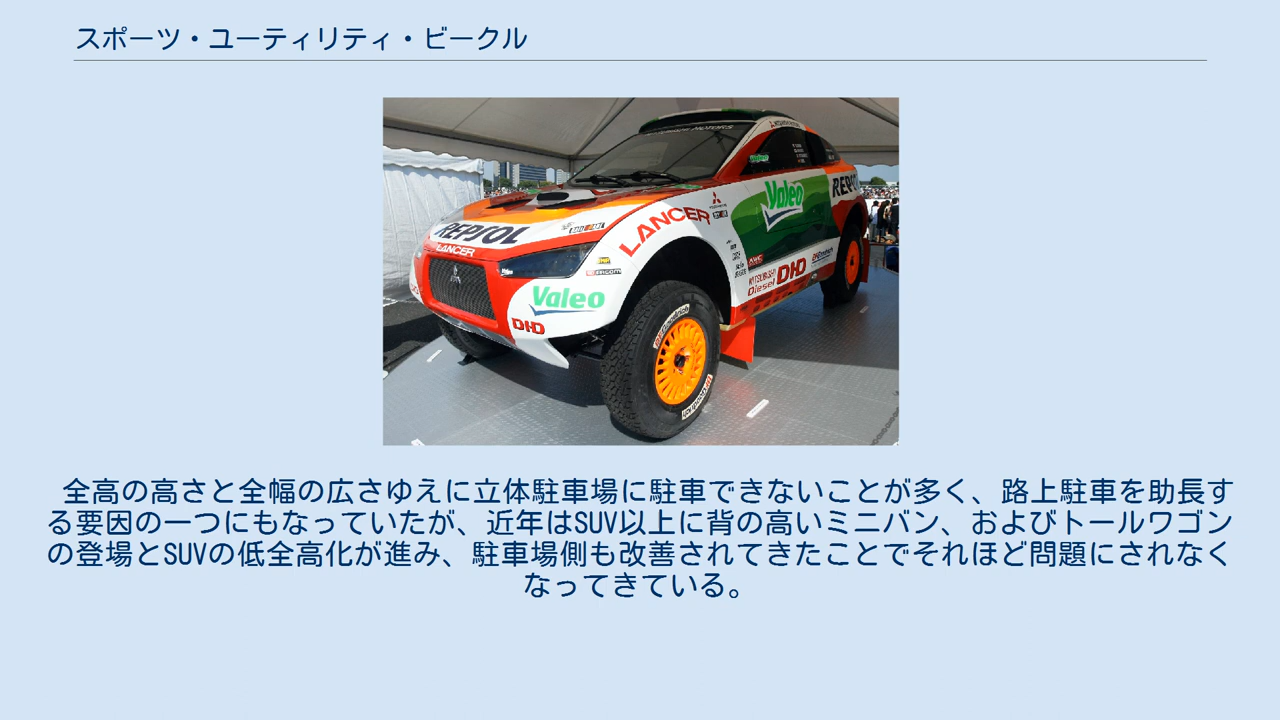 スポーツ・ユーティリティ・ビークル
REPSOL
LANCER
Valeo
DHD
LANCER
Valeo
REPSOL
Valeo
MITSUBISHI
Diesel DHD
BFGoodrich
全高の高さと全幅の広さゆえに立体駐車場に駐車できないことが多く、路上駐車を助長す
る要因の一つにもなっていたが、近年はSUV以上に背の高いミニバン、およびトールワゴン
の登場とSUVの低全高化が進み、駐車場側も改善されてきたことでそれほど問題にされなく
なってきている。